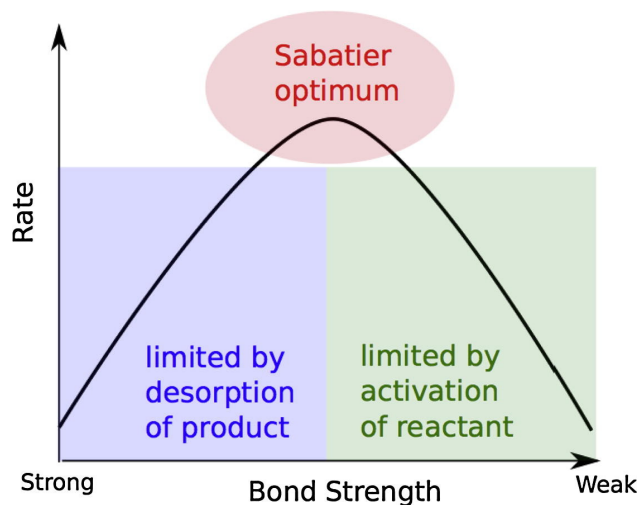 Sabatier
optimum
Rate
limited by
desorption
of product
limited by
activation
of reactant
Strong
Bond Strength
Weak